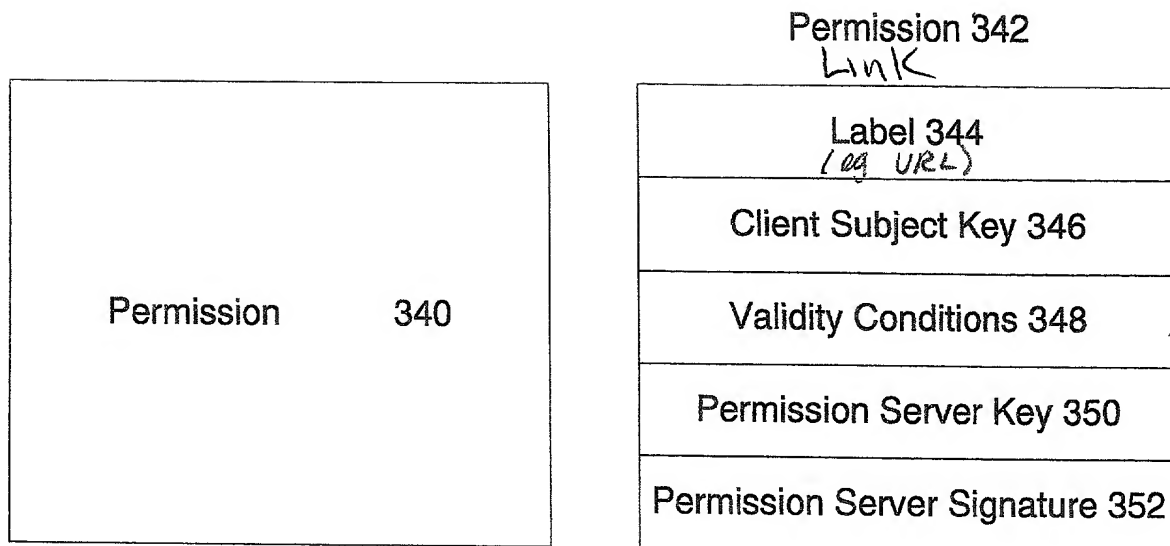 Permission 342
Link
Label 344
(eg URL)
Client Subject Key 346
Permission 340
Validity Conditions 348
Permission Server Key 350
Permission Server Signature 352